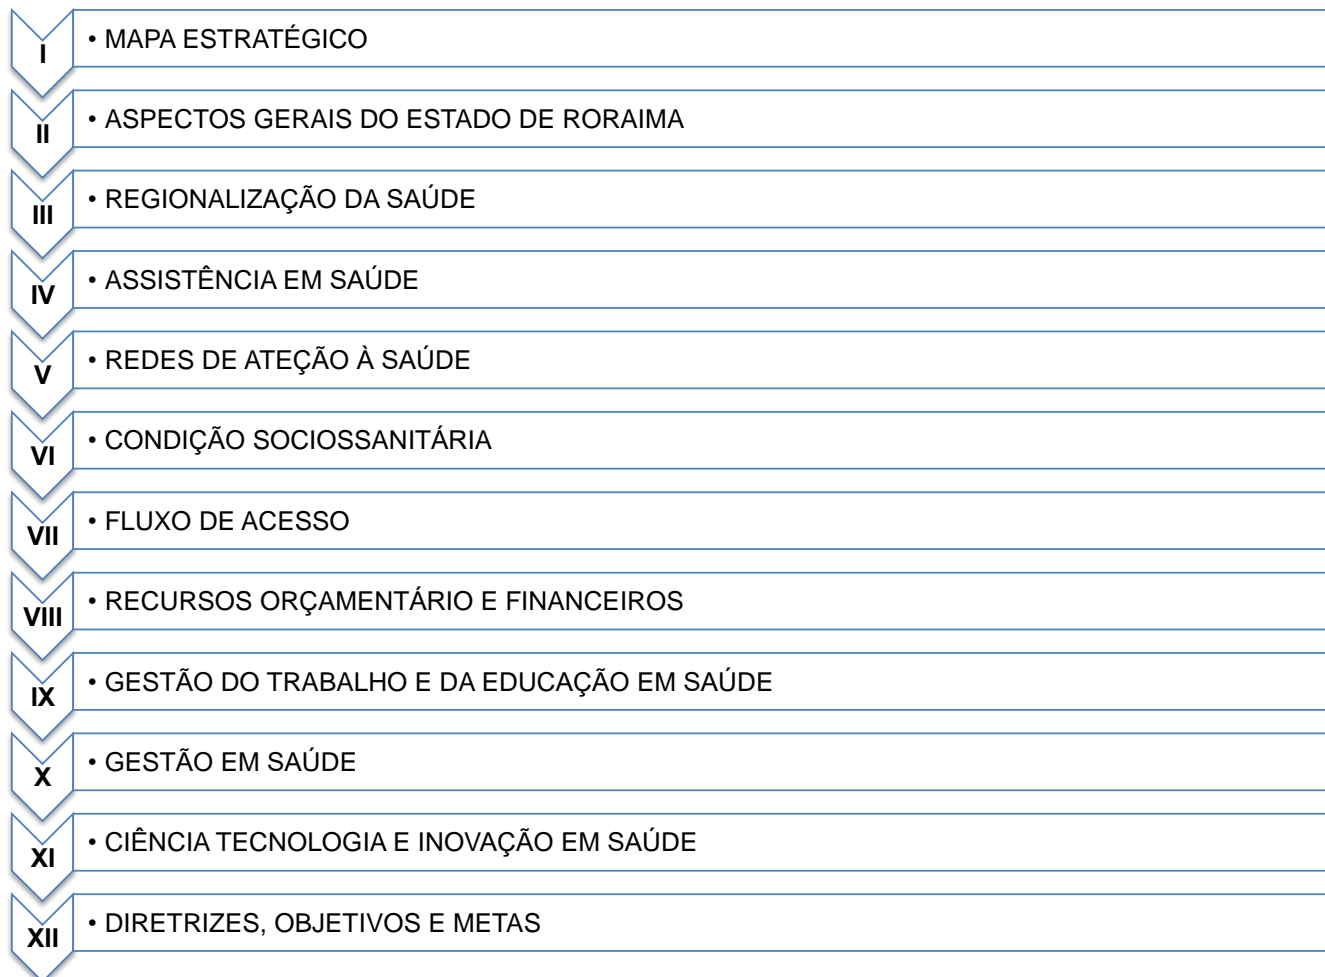 I • MAPA ESTRATÉGICO
II • ASPECTOS GERAIS DO ESTADO DE RORAIMA
III • REGIONALIZAÇÃO DA SAÚDE
IV • ASSISTÊNCIA EM SAÚDE
V • REDES DE ATEÇÃO À SAÚDE
VI • CONDIÇÃO SOCIOSSANITÁRIA
VII • FLUXO DE ACESSO
VIII • RECURSOS ORÇAMENTÁRIO E FINANCEIROS
IX • GESTÃO DO TRABALHO E DA EDUCAÇÃO EM SAÚDE
X • GESTÃO EM SAÚDE
XI • CIÊNCIA TECNOLOGIA E INOVAÇÃO EM SAÚDE
XII • DIRETRIZES, OBJETIVOS E METAS